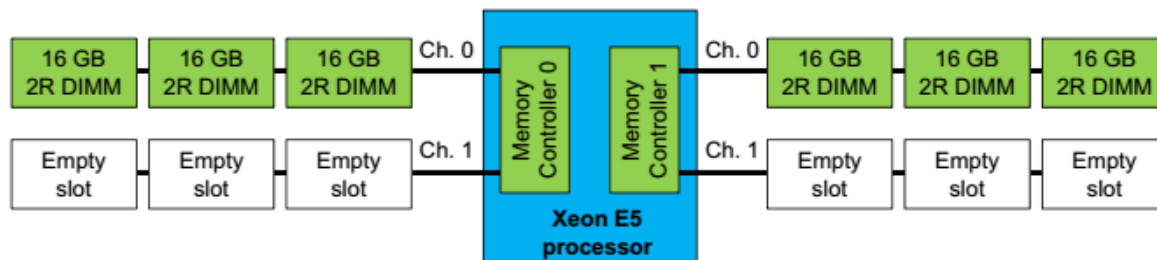 Ch. 0
Ch. 0
16 GB
2R DIMM
16 GB
2R DIMM
16 GB
2R DIMM
Memory
Controller 0
Memory
Controller 1
16 GB
2R DIMM
16 GB
2R DIMM
16 GB
2R DIMM
Ch. 1
Ch. 1
Empty
slot
Empty
slot
Empty
slot
Empty
slot
Empty
slot
Empty
slot
Xeon E5
processor